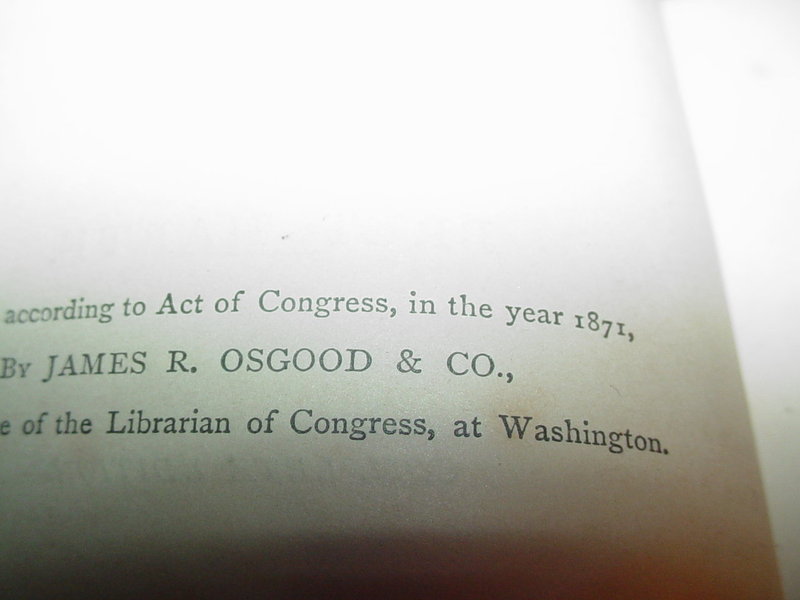 according to Act of Congress, in the year 1871,
By JAMES R. OSGOOD & CO.,
e of the Librarian of Congress, at Washington.